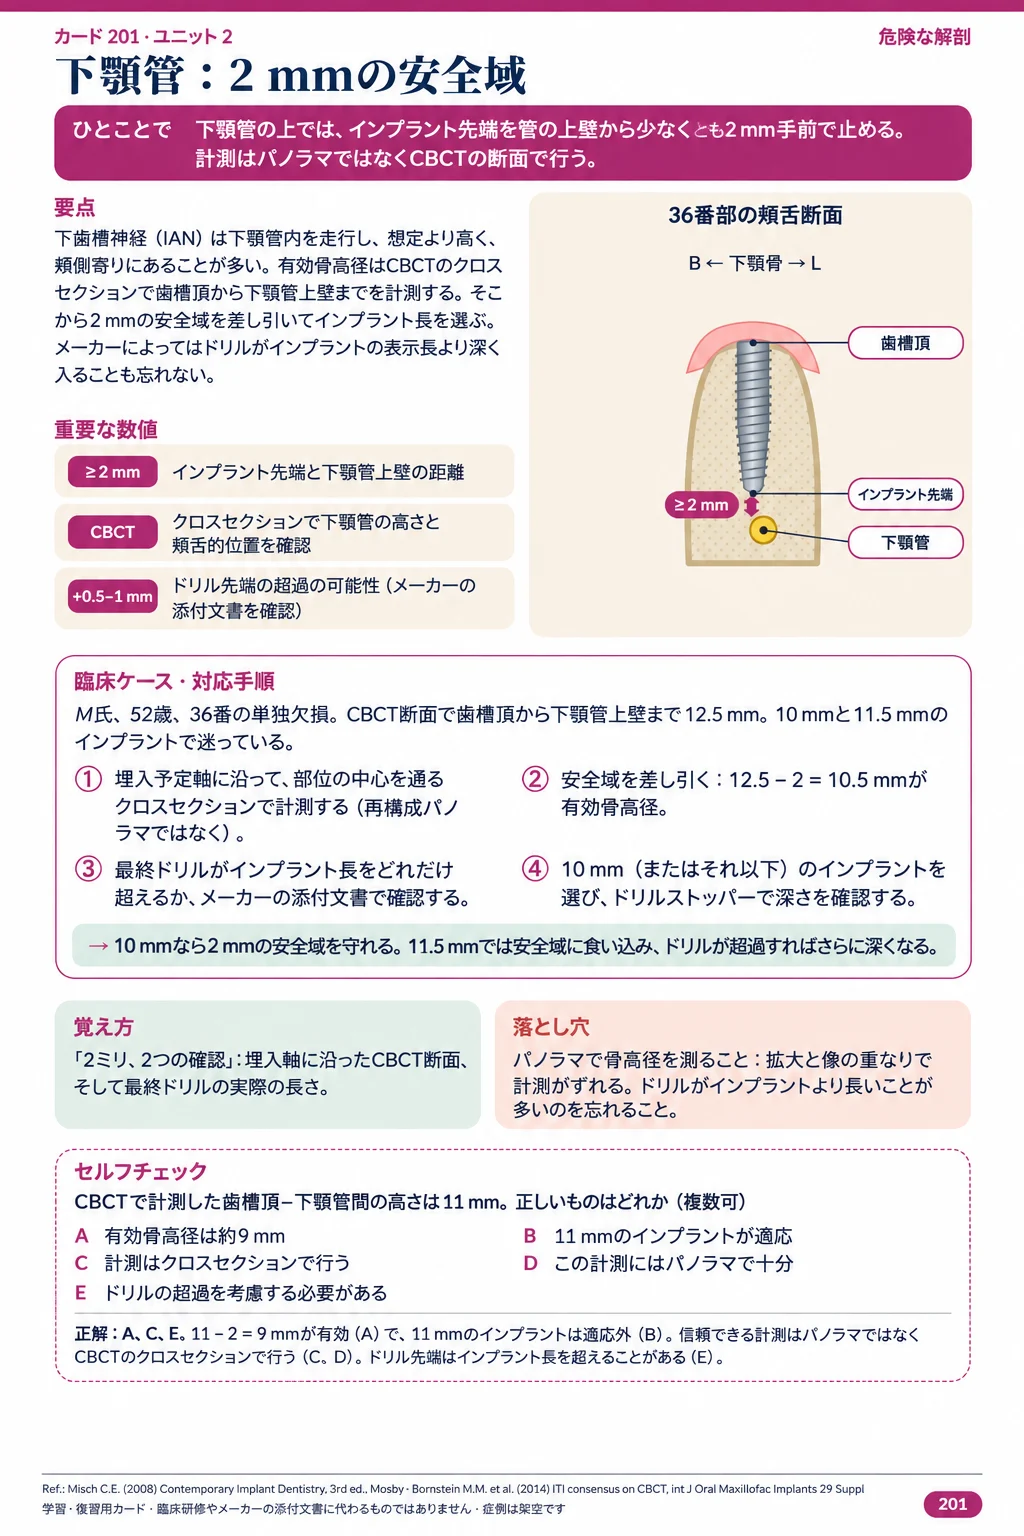 カード 201 · ユニット 2
危険な解剖
下顎管：2 mmの安全域
ひとことで
下顎管の上では、インプラント先端を管の上壁から少なくとも2 mm手前で止める。
計測はパノラマではなくCBCTの断面で行う。
要点
下歯槽神経（IAN）は下顎管内を走行し、想定より高く、
頬側寄りにあることが多い。有効骨高径はCBCTのクロス
セクションで歯槽頂から下顎管上壁までを計測する。そこ
から2 mmの安全域を差し引いてインプラント長を選ぶ。
メーカーによってはドリルがインプラントの表示長より深く
入ることも忘れない。
重要な数値
≥ 2 mm
インプラント先端と下顎管上壁の距離
CBCT
クロスセクションで下顎管の高さと
頬舌的位置を確認
+0.5–1 mm
ドリル先端の超過の可能性（メーカーの
添付文書を確認）
36番部の頬舌断面
B ← 下顎骨 → L
歯槽頂
インプラント先端
≥ 2 mm
下顎管
臨床ケース · 対応手順
M氏、52歳、36番の単独欠損。CBCT断面で歯槽頂から下顎管上壁まで 12.5 mm。10 mmと11.5 mmの
インプラントで迷っている。
① 埋入予定軸に沿って、部位の中心を通る
クロスセクションで計測する（再構成パノ
ラマではなく）。
② 安全域を差し引く：12.5 − 2 = 10.5 mmが
有効骨高径。
③ 最終ドリルがインプラント長をどれだけ
超えるか、メーカーの添付文書で確認する。
④ 10 mm（またはそれ以下）のインプラントを
選び、ドリルストッパーで深さを確認する。
→ 10 mmなら2 mmの安全域を守れる。11.5 mmでは安全域に食い込み、ドリルが超過すればさらに深くなる。
覚え方
「2ミリ、2つの確認」：埋入軸に沿ったCBCT断面、
そして最終ドリルの実際の長さ。
落とし穴
パノラマで骨高径を測ること：拡大と像の重なりで
計測がずれる。ドリルがインプラントより長いことが
多いのを忘れること。
セルフチェック
CBCTで計測した歯槽頂–下顎管間の高さは 11 mm。正しいものはどれか（複数可）
A 有効骨高径は約9 mm
B 11 mmのインプラントが適応
C 計測はクロスセクションで行う
D この計測にはパノラマで十分
E ドリルの超過を考慮する必要がある
正解：A、C、E。11 − 2 = 9 mmが有効（A）で、11 mmのインプラントは適応外（B）。信頼できる計測はパノラマではなく
CBCTのクロスセクションで行う（C。D）。ドリル先端はインプラント長を超えることがある（E）。
Ref.: Misch C.E. (2008) Contemporary Implant Dentistry, 3rd ed., Mosby · Bornstein M.M. et al. (2014) ITI consensus on CBCT, int J Oral Maxillofac Implants 29 Suppl
学習・復習用カード · 臨床研修やメーカーの添付文書に代わるものではありません · 症例は架空です
201